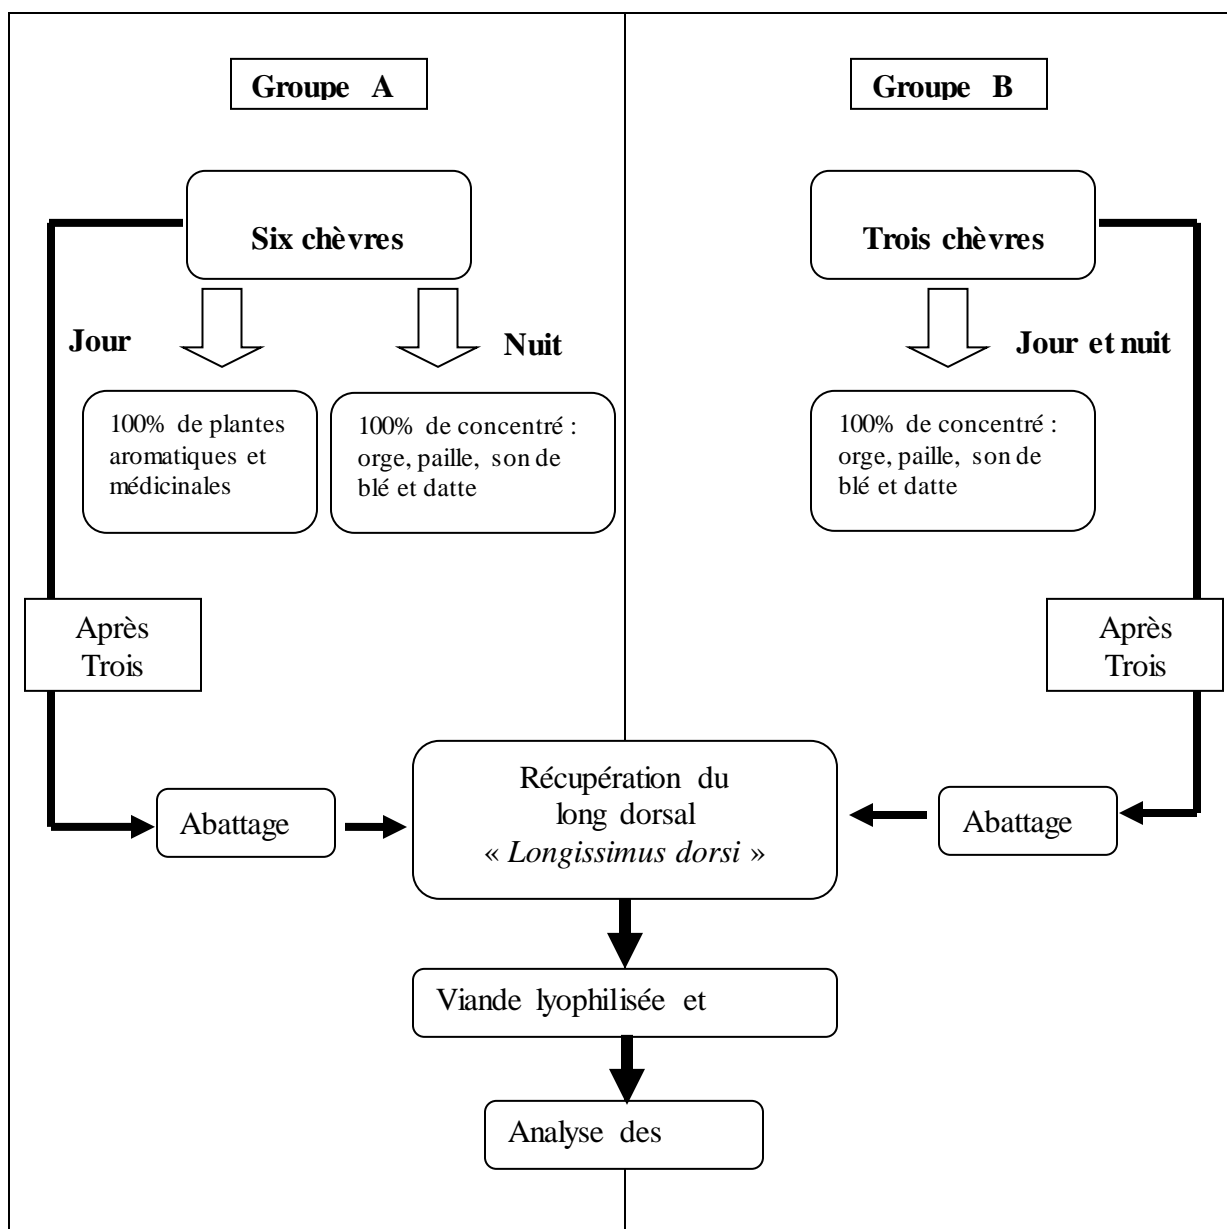 Groupe A
Groupe B
Six chèvres
Trois chèvres
Jour
Nuit
Jour et nuit
100% de plantes
aromatiques et
médicinales
100% de concentré :
orge, paille, son de
blé et datte
100% de concentré :
orge, paille, son de
blé et datte
Après
Trois
Après
Trois
Récupération du
long dorsal
« Longissimus dorsi »
Abattage
Abattage
Viande lyophilisée et
Analyse des